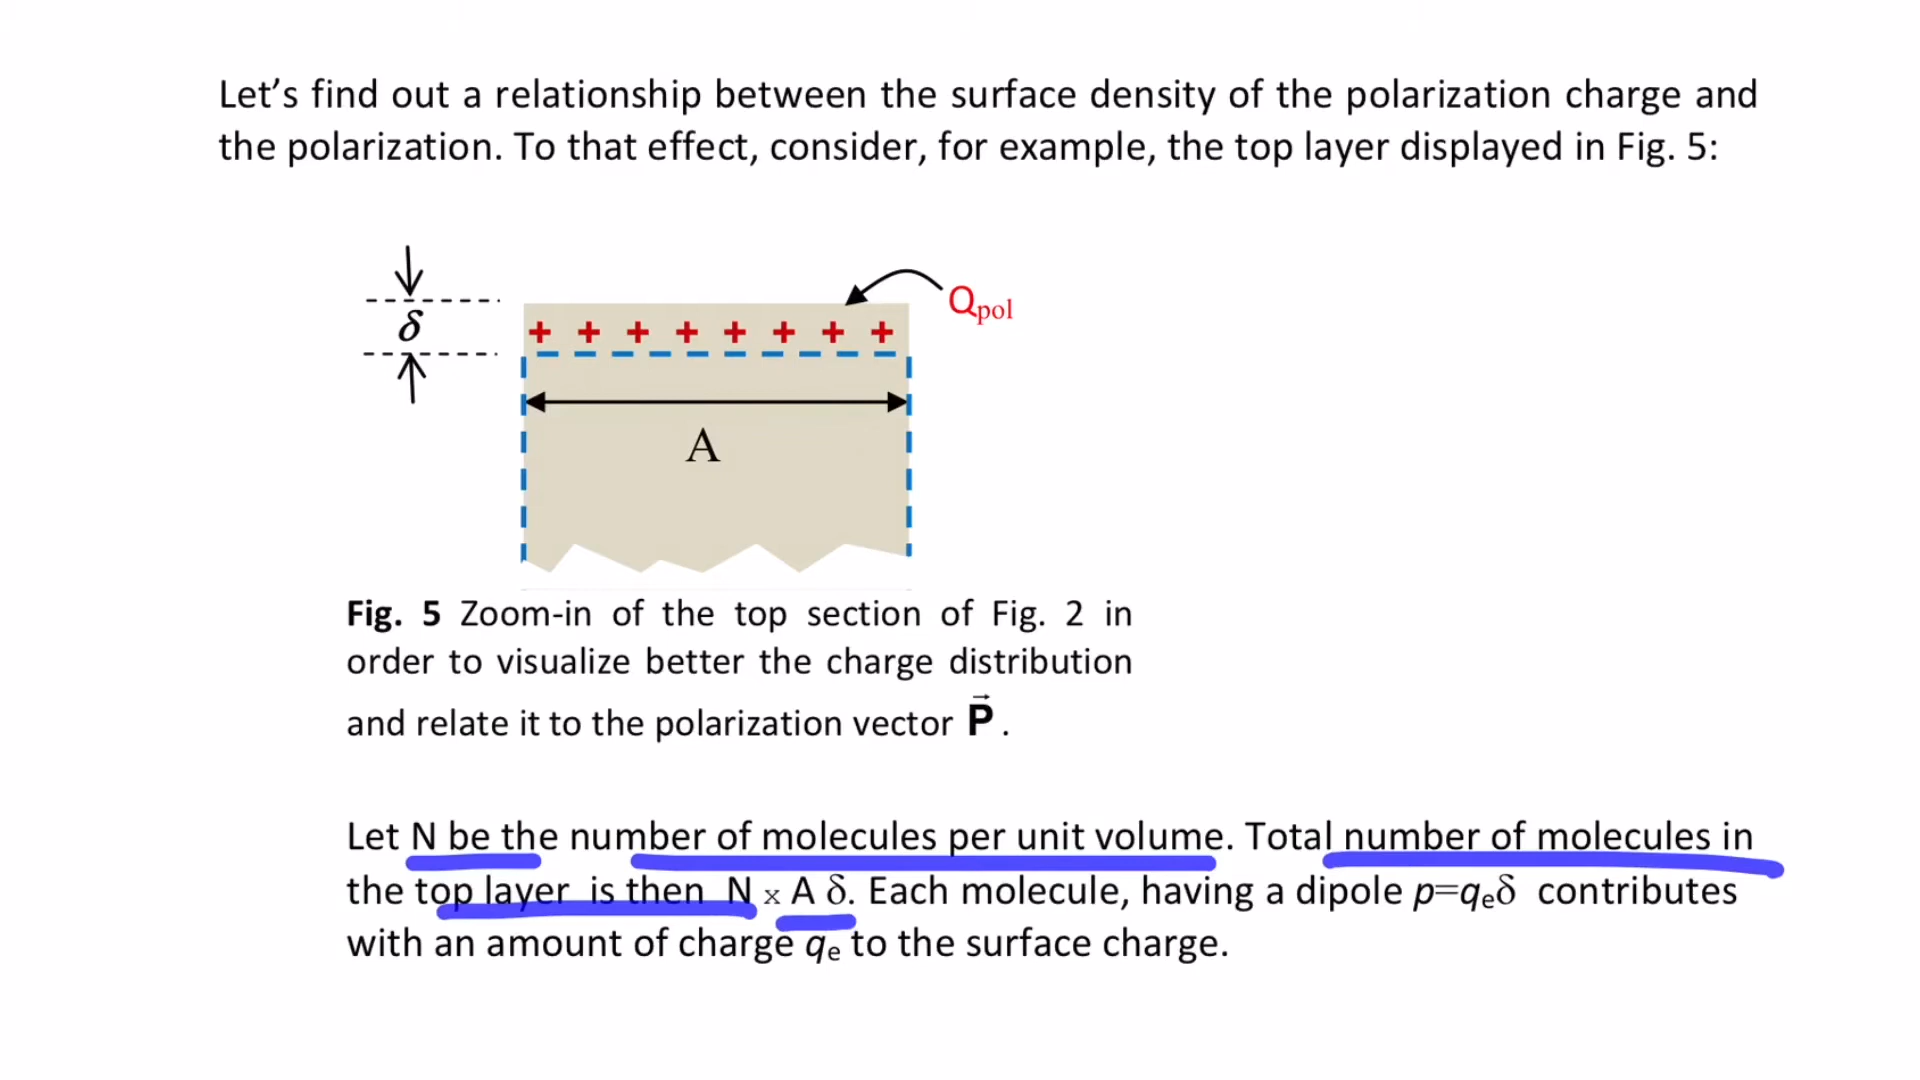 Let’s find out a relationship between the surface density of the polarization charge and
the polarization. To that effect, consider, for example, the top layer displayed in Fig. 5:
Qpol
δ
+ + + + + + + +
A
Fig. 5 Zoom-in of the top section of Fig. 2 in
order to visualize better the charge distribution
and relate it to the polarization vector P⃗ .
Let N be the number of molecules per unit volume. Total number of molecules in
the top layer is then N x A δ. Each molecule, having a dipole p=qeδ contributes
with an amount of charge qe to the surface charge.